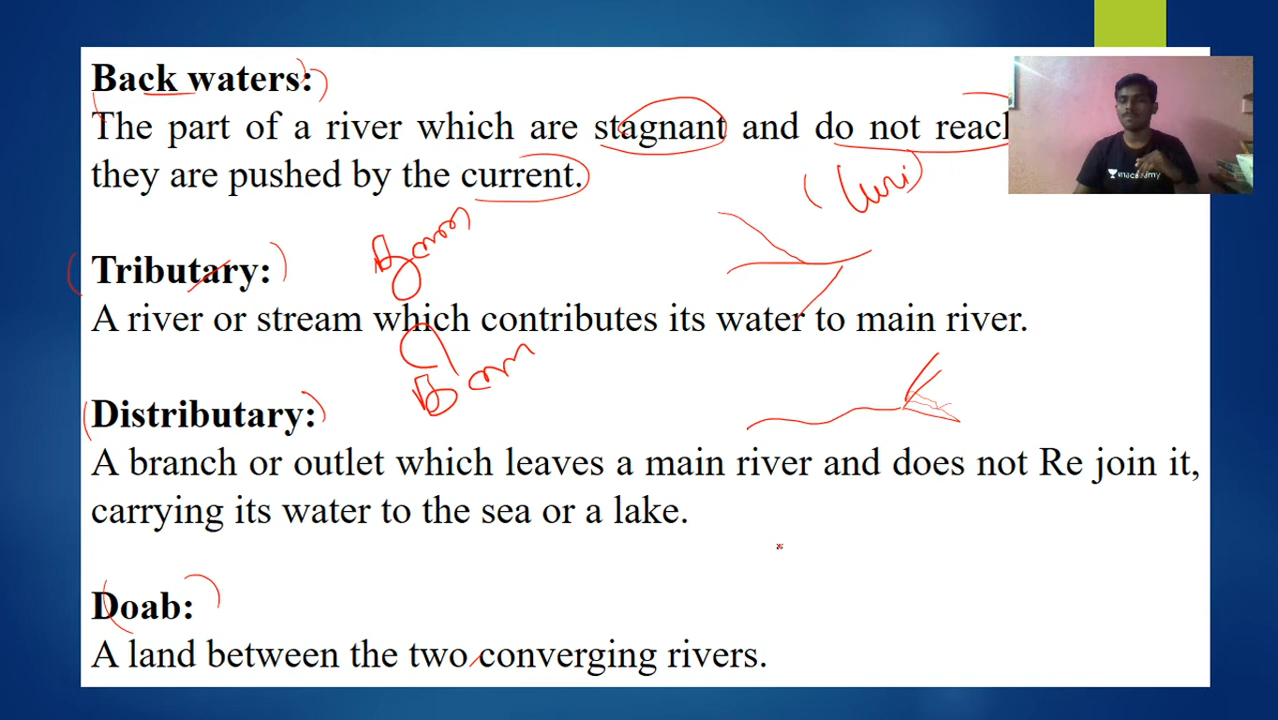 Back waters:
The part of a river which are stagnant and do not reach
they are pushed by the current.
Tributary:
A river or stream which contributes its water to main river.
Distributary:
A branch or outlet which leaves a main river and does not Re join it,
carrying its water to the sea or a lake.
Doab:
A land between the two converging rivers.